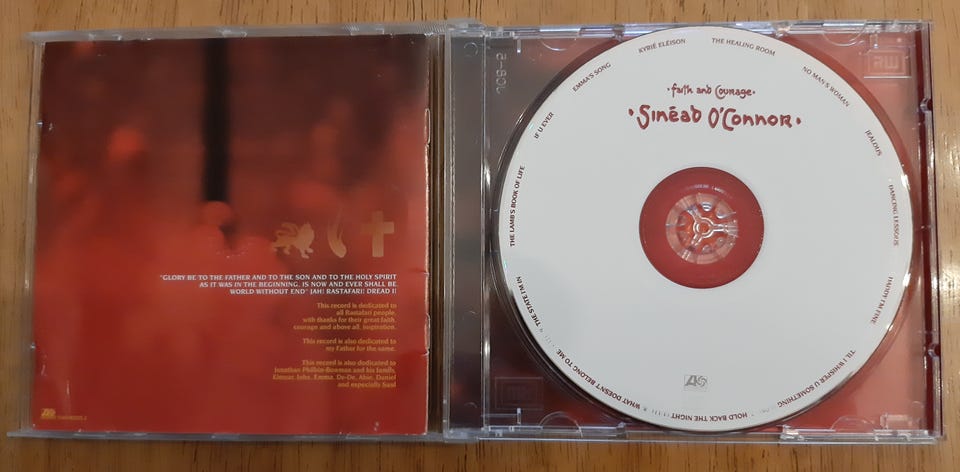 "GLORY BE TO THE FATHER AND TO THE SON AND TO THE HOLY SPIRIT
AS IT WAS IN THE BEGINNING, IS NOW AND EVER SHALL BE,
WORLD WITHOUT END" JAH! RASTAFARI! DREAD I!
This record is dedicated to
all Rastafari people,
with thanks for their great faith,
courage and above all, inspiration.
This record is also dedicated to
my Father for the same.
This record is also dedicated to
Jonathan Philbin-Bowman and his family,
John, Emma, De-De, Abie, Daniel
and especially Saul
·faith and Courage·
·Sinéad O'Connor·
THE HEALING ROOM
NO MAN'S WOMAN
JEALOUS
DANCING LESSONS
DADDY I'M FINE
'TIL I WHISPER U SOMETHING
HOLD BACK THE NIGHT
WHAT DOESN'T BELONG TO ME
THE STATE I'M IN
THE LAMB'S BOOK OF LIFE
IF U EVER
EMMA'S SONG
KYRIÉ ELÉISON